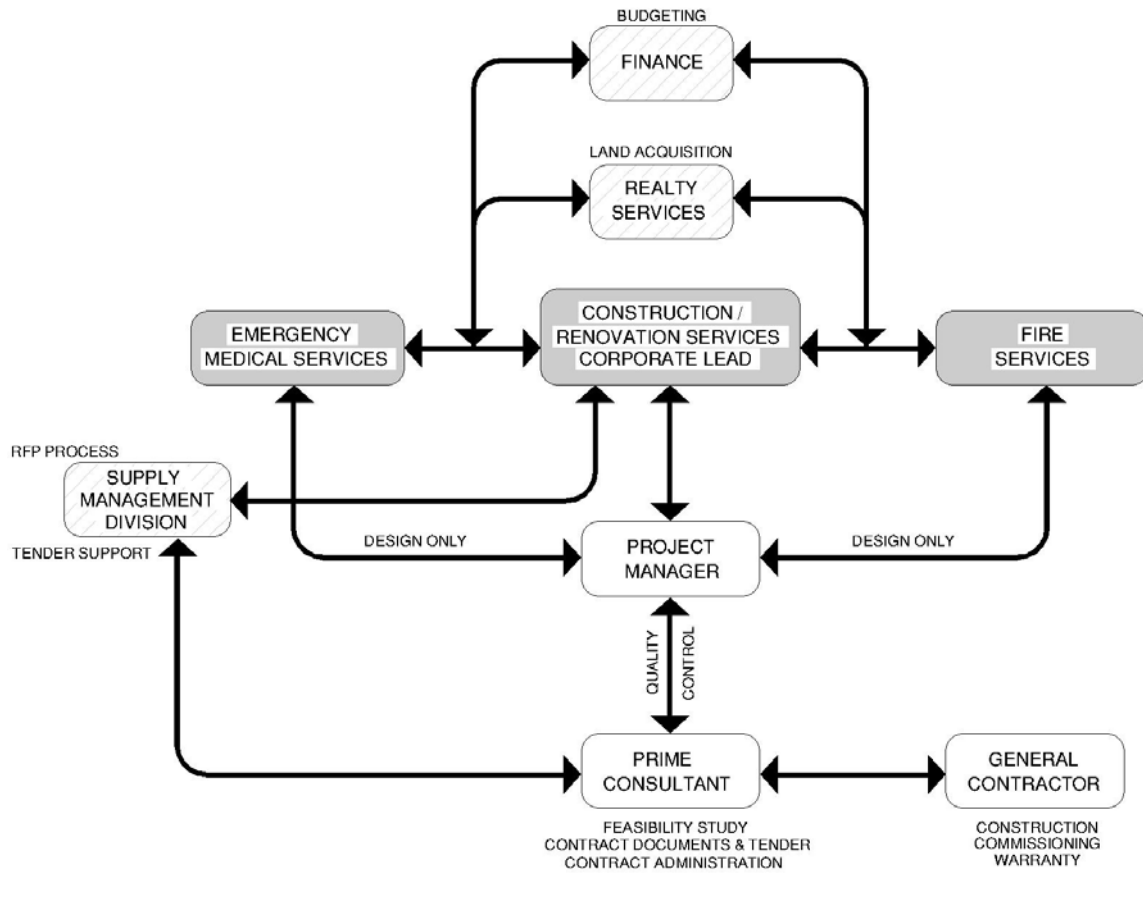 BUDGETING
FINANCE
LAND ACQUISITION
REALTY
SERVICES
EMERGENCY
MEDICAL SERVICES
CONSTRUCTION /
RENOVATION SERVICES
CORPORATE LEAD
FIRE
SERVICES
RFP PROCESS
SUPPLY
MANAGEMENT
DIVISION
TENDER SUPPORT
DESIGN ONLY
PROJECT
MANAGER
DESIGN ONLY
QUALITY
CONTROL
PRIME
CONSULTANT
GENERAL
CONTRACTOR
FEASIBILITY STUDY
CONTRACT DOCUMENTS & TENDER
CONTRACT ADMINISTRATION
CONSTRUCTION
COMMISSIONING
WARRANTY